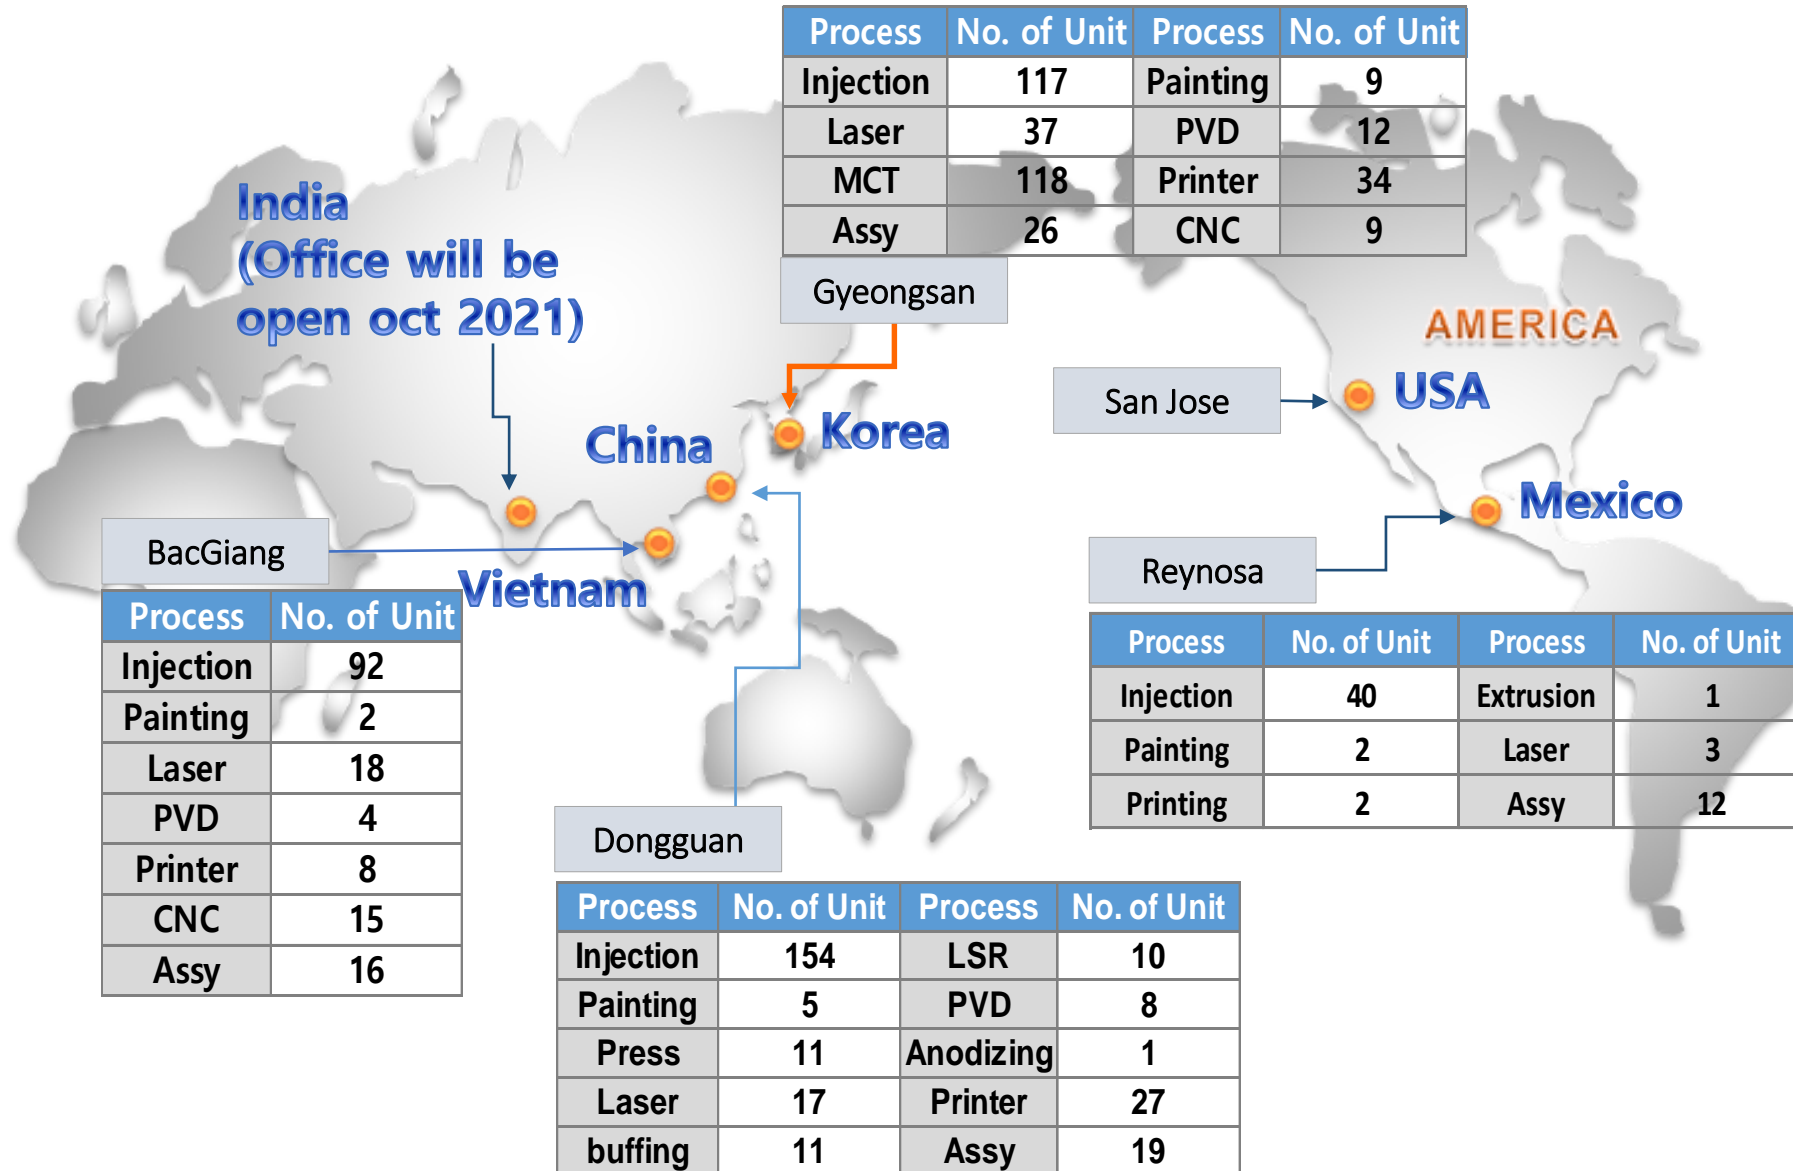 Process No. of Unit Process No. of Unit
Injection 117 Painting 9
Laser 37 PVD 12
MCT 118 Printer 34
Assy 26 CNC 9
India
(Office will be
open oct 2021)
Gyeongsan
AMERICA
San Jose
USA
China
Korea
Mexico
BacGiang
Vietnam
Reynosa
Process No. of Unit
Injection 92
Painting 2
Laser 18
PVD 4
Printer 8
CNC 15
Assy 16
Process No. of Unit Process No. of Unit
Injection 40 Extrusion 1
Painting 2 Laser 3
Printing 2 Assy 12
Dongguan
Process No. of Unit Process No. of Unit
Injection 154 LSR 10
Painting 5 PVD 8
Press 11 Anodizing 1
Laser 17 Printer 27
buffing 11 Assy 19